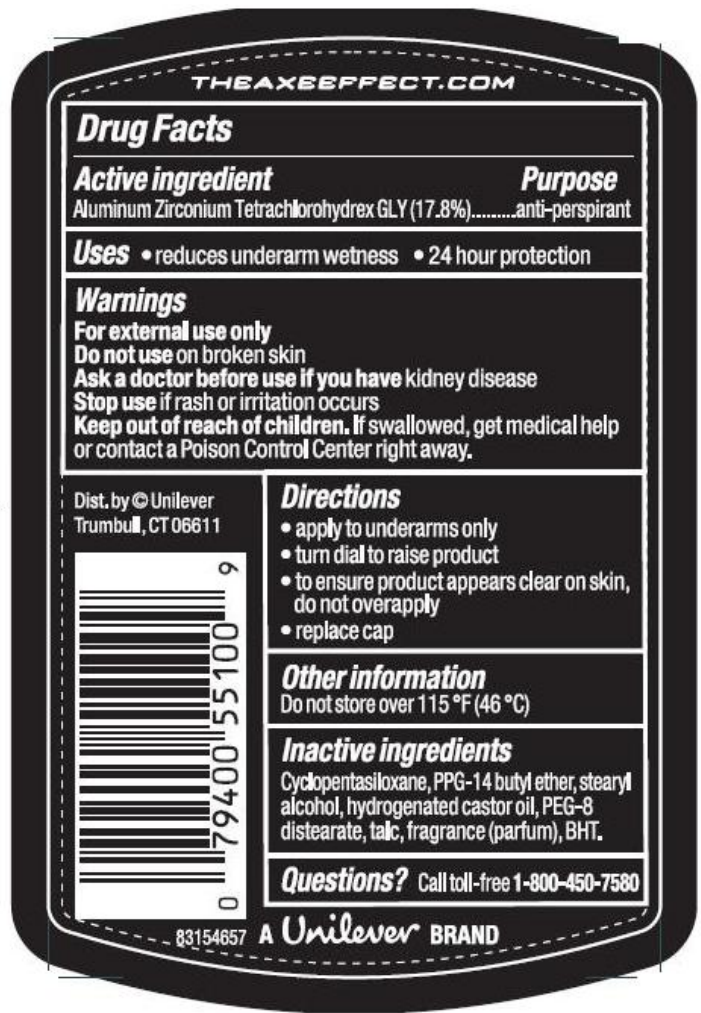 THEAXEEFFECT.COM
Drug Facts
Active ingredient Purpose
Aluminum Zirconium Tetrachlorohydrex GLY (17.8%)..........anti-perspirant
Uses • reduces underarm wetness • 24 hour protection
Warnings
For external use only
Do not use on broken skin
Ask a doctor before use if you have kidney disease
Stop use if rash or irritation occurs
Keep out of reach of children. If swallowed, get medical help
or contact a Poison Control Center right away.
Dist. by © Unilever
Trumbull, CT 06611
0 79400 55100 9
Directions
• apply to underarms only
• turn dial to raise product
• to ensure product appears clear on skin,
do not overapply
• replace cap
Other information
Do not store over 115 °F (46 °C)
Inactive ingredients
Cyclopentasiloxane, PPG-14 butyl ether, stearyl
alcohol, hydrogenated castor oil, PEG-8
distearate, talc, fragrance (parfum), BHT.
Questions? Call toll-free 1-800-450-7580
83154657 A Unilever BRAND